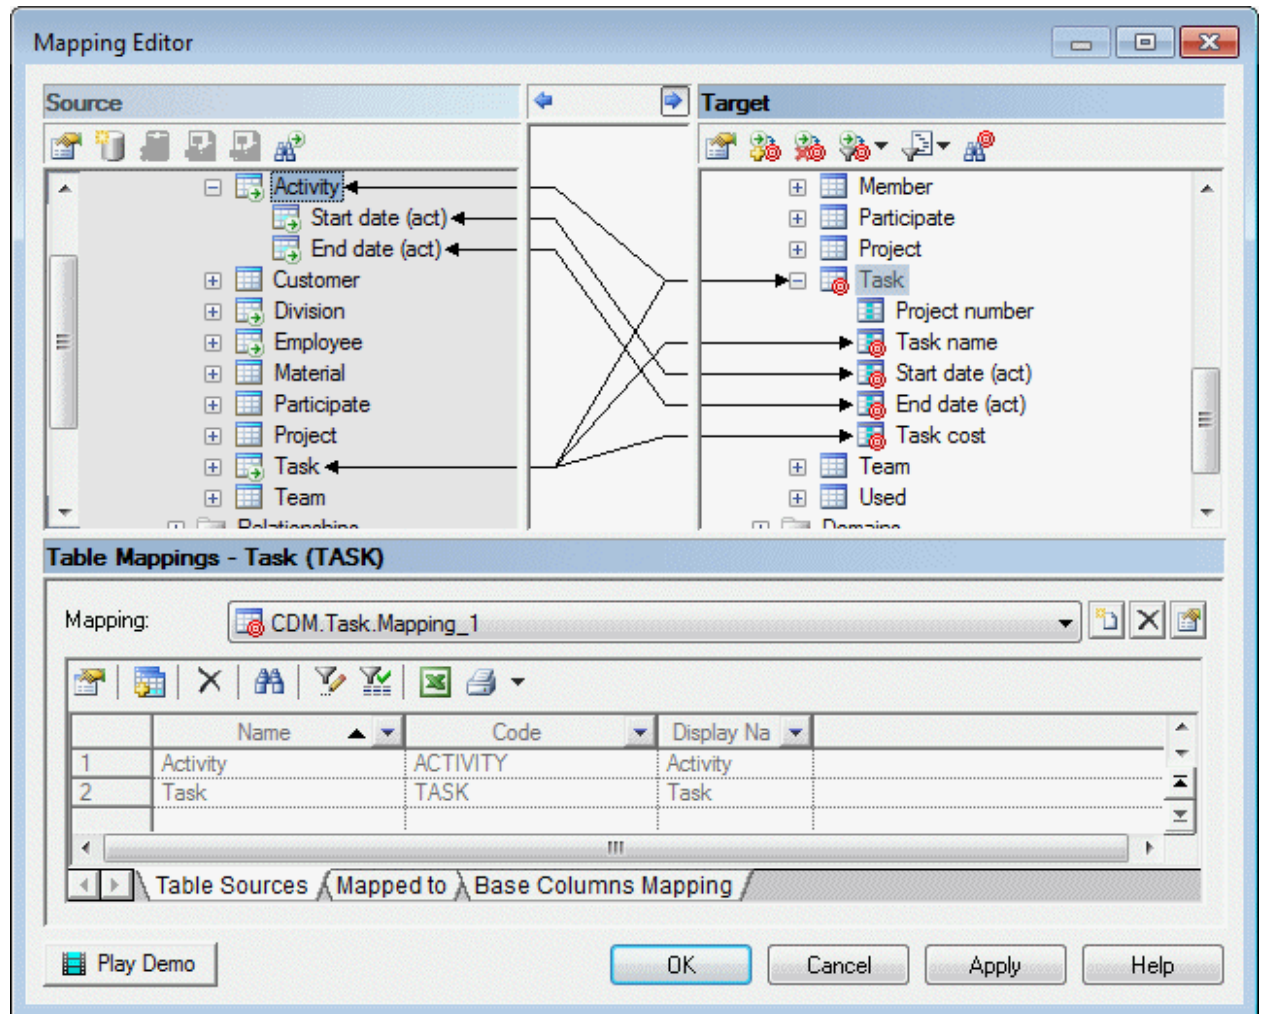 Mapping Editor
Source
Target
Activity
Start date (act)
End date (act)
Customer
Division
Employee
Material
Participate
Project
Task
Team
Relationships
Member
Participate
Project
Task
Project number
Task name
Start date (act)
End date (act)
Task cost
Team
Used
Domains
Table Mappings - Task (TASK)
Mapping: CDM.Task.Mapping_1
Name Code Display Na
1 Activity ACTIVITY Activity
2 Task TASK Task
Table Sources Mapped to Base Columns Mapping
Play Demo OK Cancel Apply Help